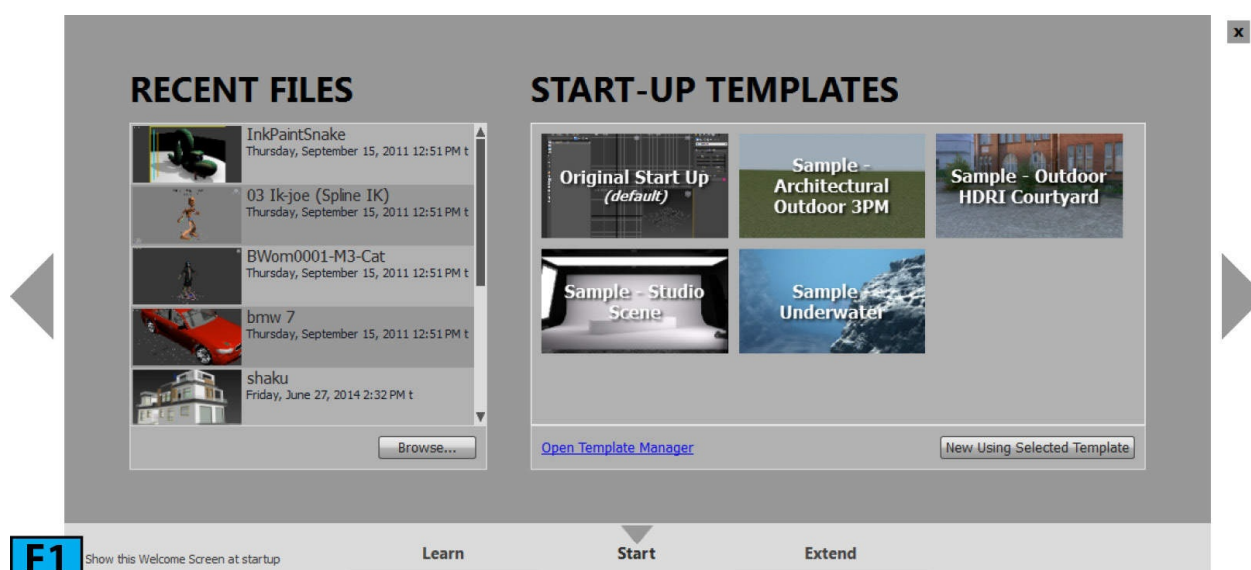 x
RECENT FILES
InkPaintSnake
Thursday, September 15, 2011 12:51 PM t
03 Ik-joe (Spline IK)
Thursday, September 15, 2011 12:51 PM t
BWom0001-M3-Cat
Thursday, September 15, 2011 12:51 PM t
bmw 7
Thursday, September 15, 2011 12:51 PM t
shaku
Friday, June 27, 2014 2:32 PM t
Browse...
START-UP TEMPLATES
Original Start Up
(default)
Sample -
Architectural
Outdoor 3PM
Sample - Outdoor
HDRI Courtyard
Sample - Studio
Scene
Sample -
Underwater
Open Template Manager
New Using Selected Template
F1
Show this Welcome Screen at startup
Learn
Start
Extend